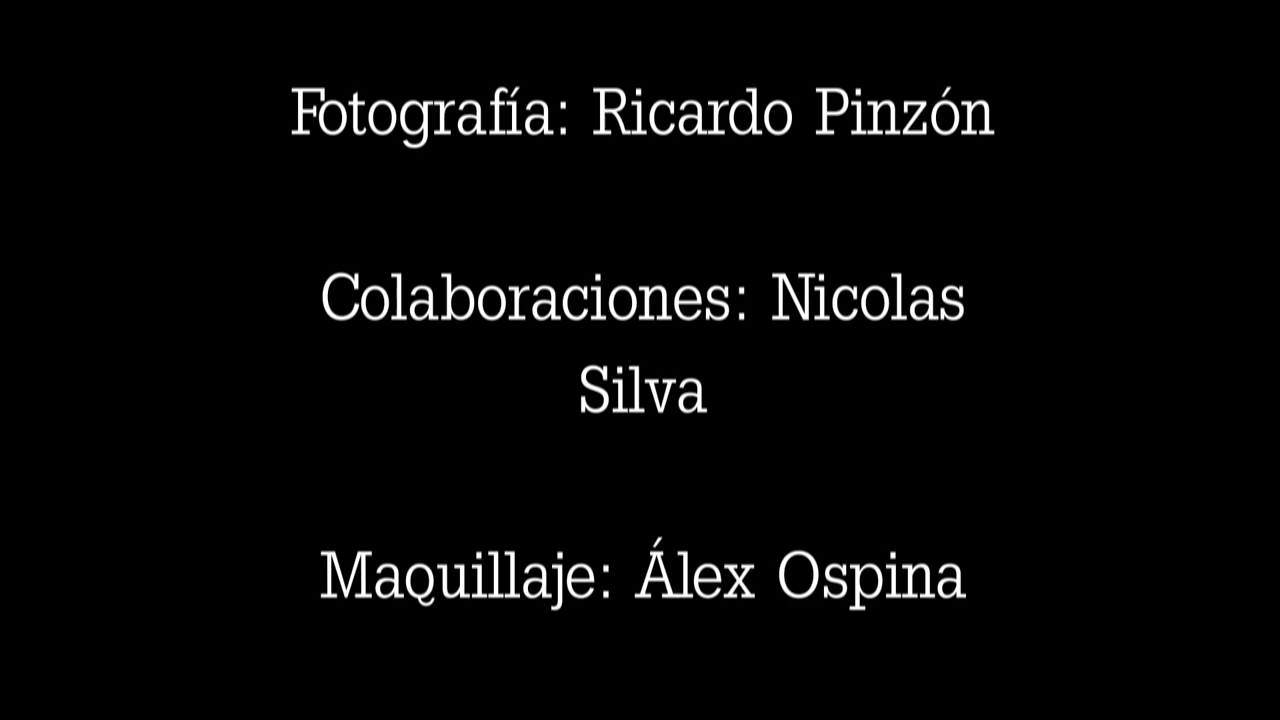 Fotografía: Ricardo Pinzón
Colaboraciones: Nicolas
Silva
Maquillaje: Álex Ospina